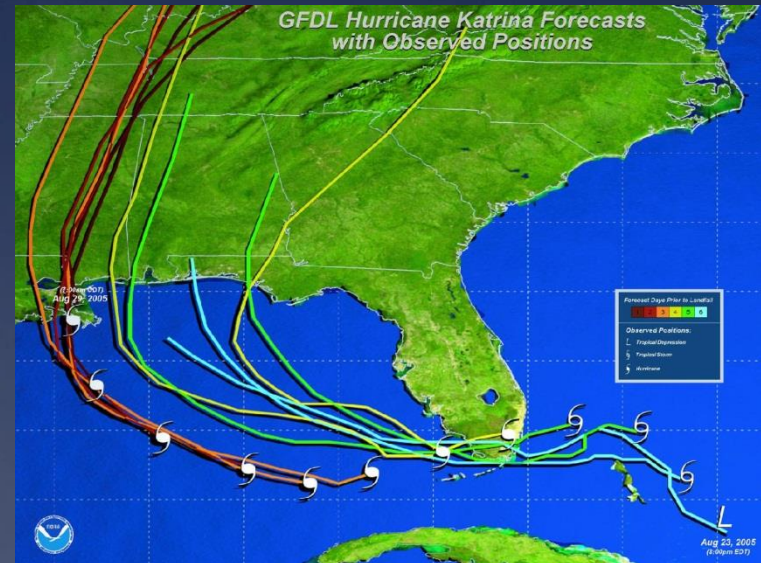 GFDL Hurricane Katrina Forecasts
with Observed Positions
Aug 29, 2005
Forecast Days Prior to Landfall
1 2 3 4 5 6
Observed Positions:
L Tropical Depression
Tropical Storm
Hurricane
L
Aug 23, 2005
(5:00pm EDT)